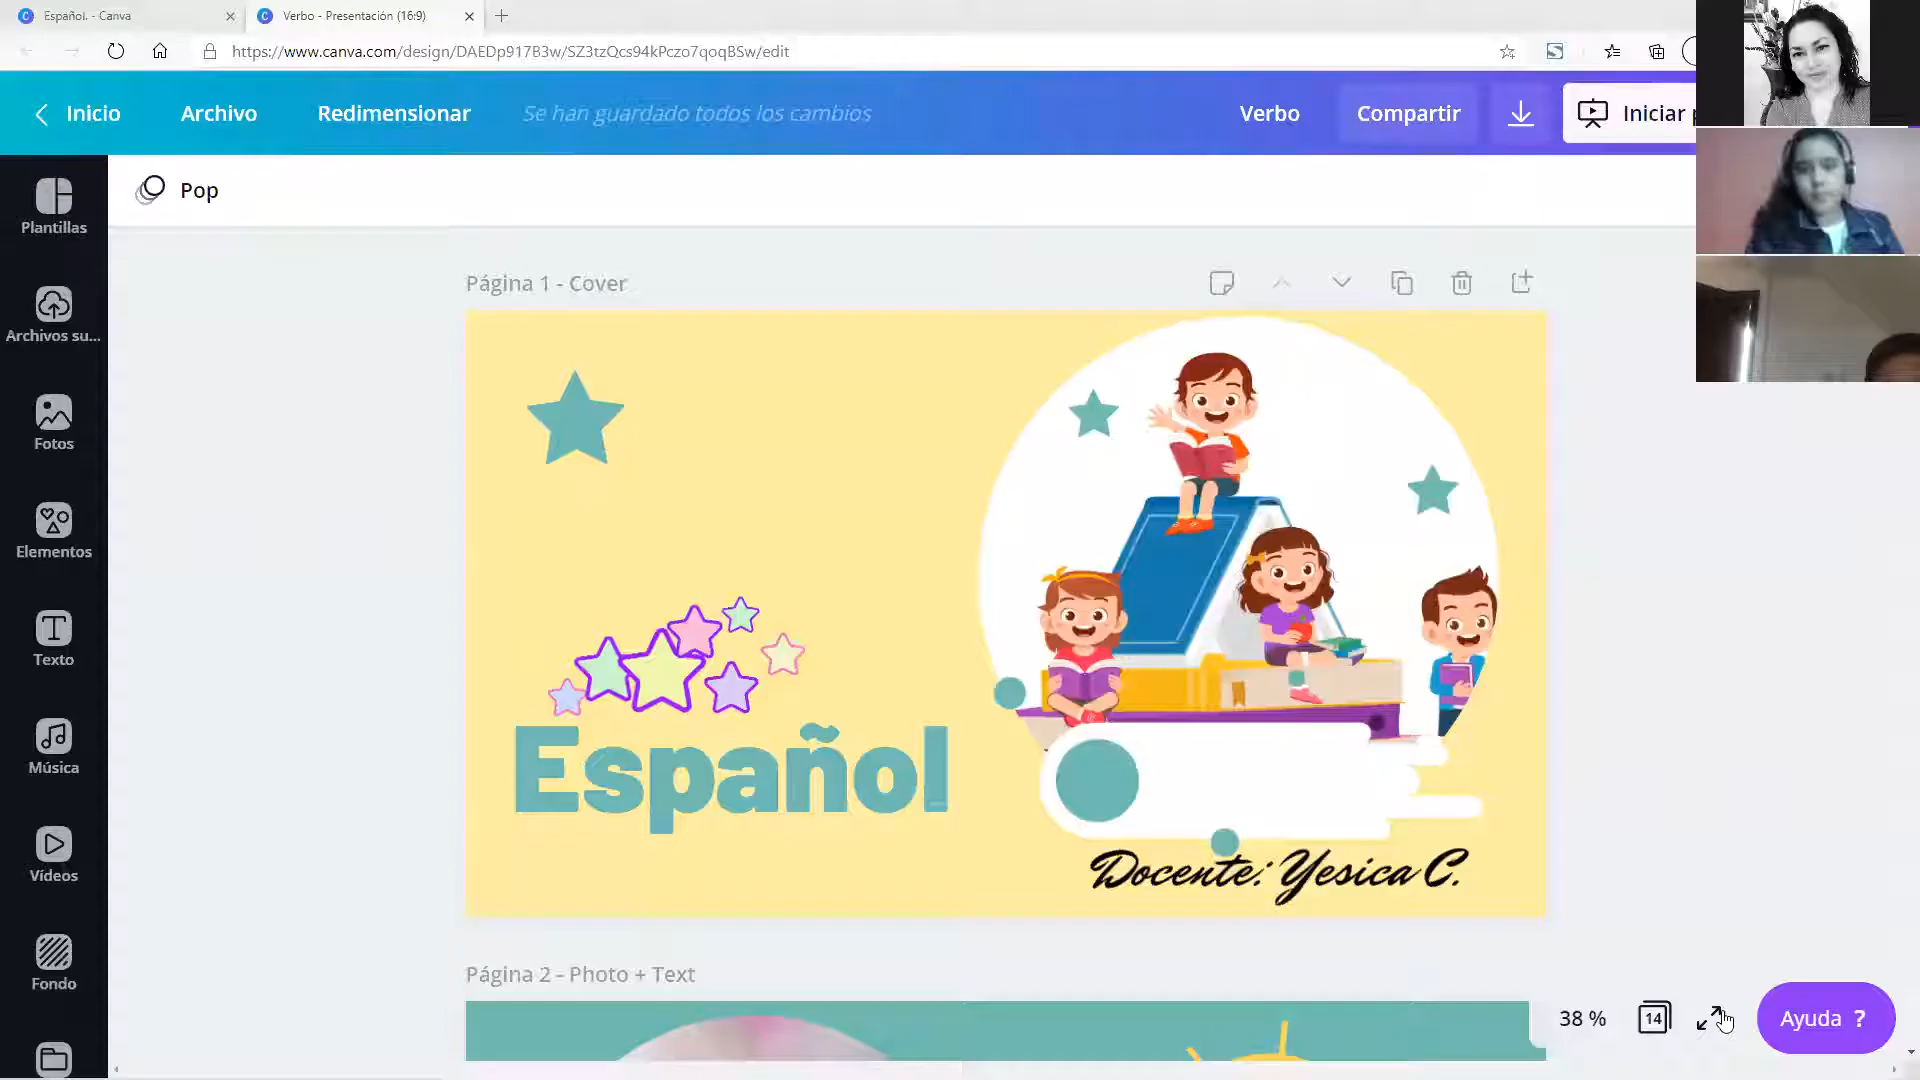 Español. - Canva
Verbo - Presentación (16:9)
https://www.canva.com/design/DAEDp917B3w/SZ3tzQcs94kPczo7qoqBSw/edit
Inicio
Archivo
Redimensionar
Se han guardado todos los cambios
Verbo
Compartir
Iniciar
Pop
Plantillas
Archivos su...
Fotos
Elementos
Texto
Música
Vídeos
Fondo
Página 1 - Cover
Español
Docente: Yesica C.
Página 2 - Photo + Text
38 %
14
Ayuda ?